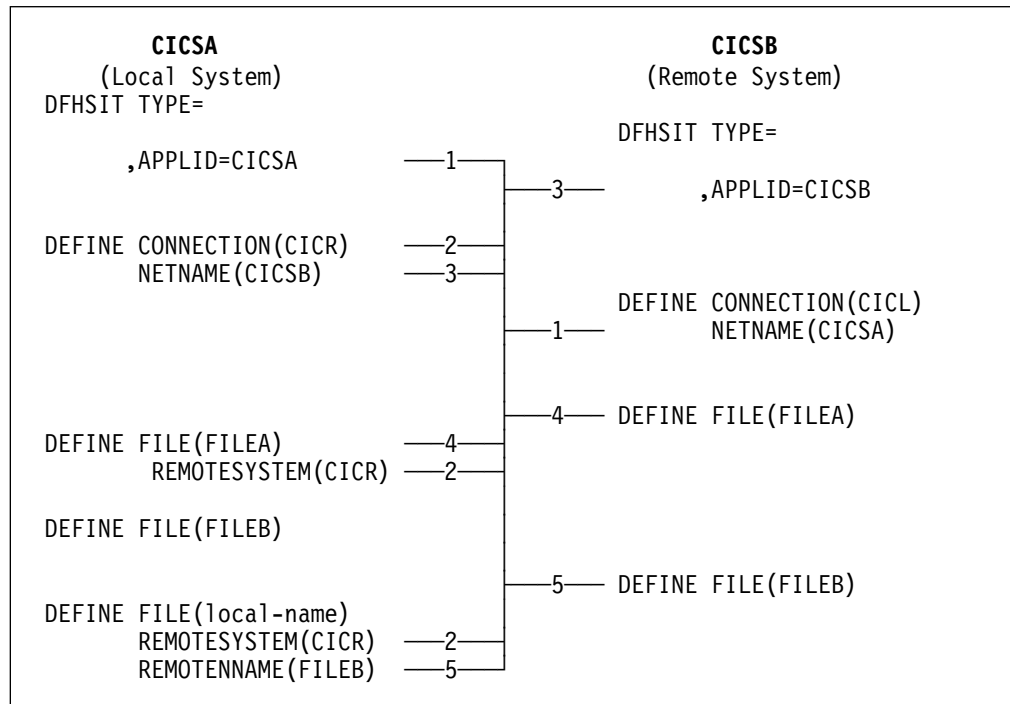 CICSA CICSB
(Local System) (Remote System)
DFHSIT TYPE=
DFHSIT TYPE=
,APPLID=CICSA 1
3 ,APPLID=CICSB
DEFINE CONNECTION(CICR) 2
NETNAME(CICSB) 3
DEFINE CONNECTION(CICL)
1 NETNAME(CICSA)
4 DEFINE FILE(FILEA)
DEFINE FILE(FILEA) 4
REMOTESYSTEM(CICR) 2
DEFINE FILE(FILEB)
5 DEFINE FILE(FILEB)
DEFINE FILE(local-name)
REMOTESYSTEM(CICR) 2
REMOTENNAME(FILEB) 5